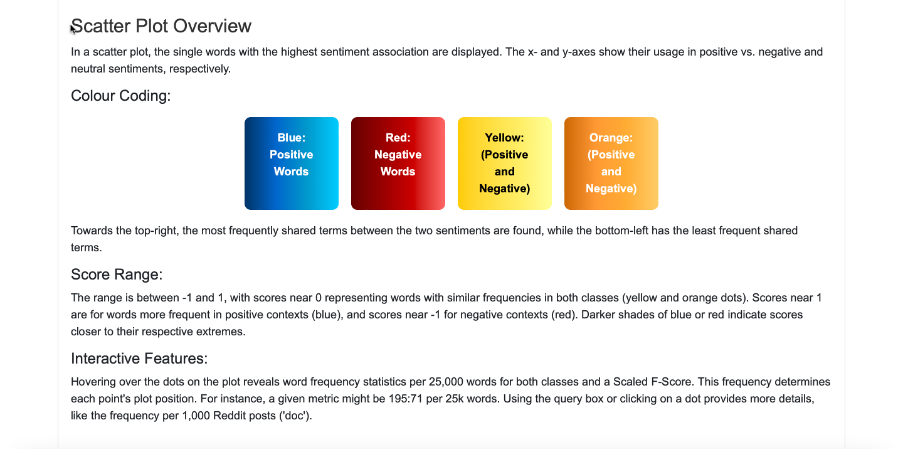 Scatter Plot Overview
In a scatter plot, the single words with the highest sentiment association are displayed. The x- and y-axes show their usage in positive vs. negative and
neutral sentiments, respectively.
Colour Coding:
Blue:
Positive
Words
Red:
Negative
Words
Yellow:
(Positive
and
Negative)
Orange:
(Positive
and
Negative)
Towards the top-right, the most frequently shared terms between the two sentiments are found, while the bottom-left has the least frequent shared
terms.
Score Range:
The range is between -1 and 1, with scores near 0 representing words with similar frequencies in both classes (yellow and orange dots). Scores near 1
are for words more frequent in positive contexts (blue), and scores near -1 for negative contexts (red). Darker shades of blue or red indicate scores
closer to their respective extremes.
Interactive Features:
Hovering over the dots on the plot reveals word frequency statistics per 25,000 words for both classes and a Scaled F-Score. This frequency determines
each point's plot position. For instance, a given metric might be 195:71 per 25k words. Using the query box or clicking on a dot provides more details,
like the frequency per 1,000 Reddit posts ('doc').